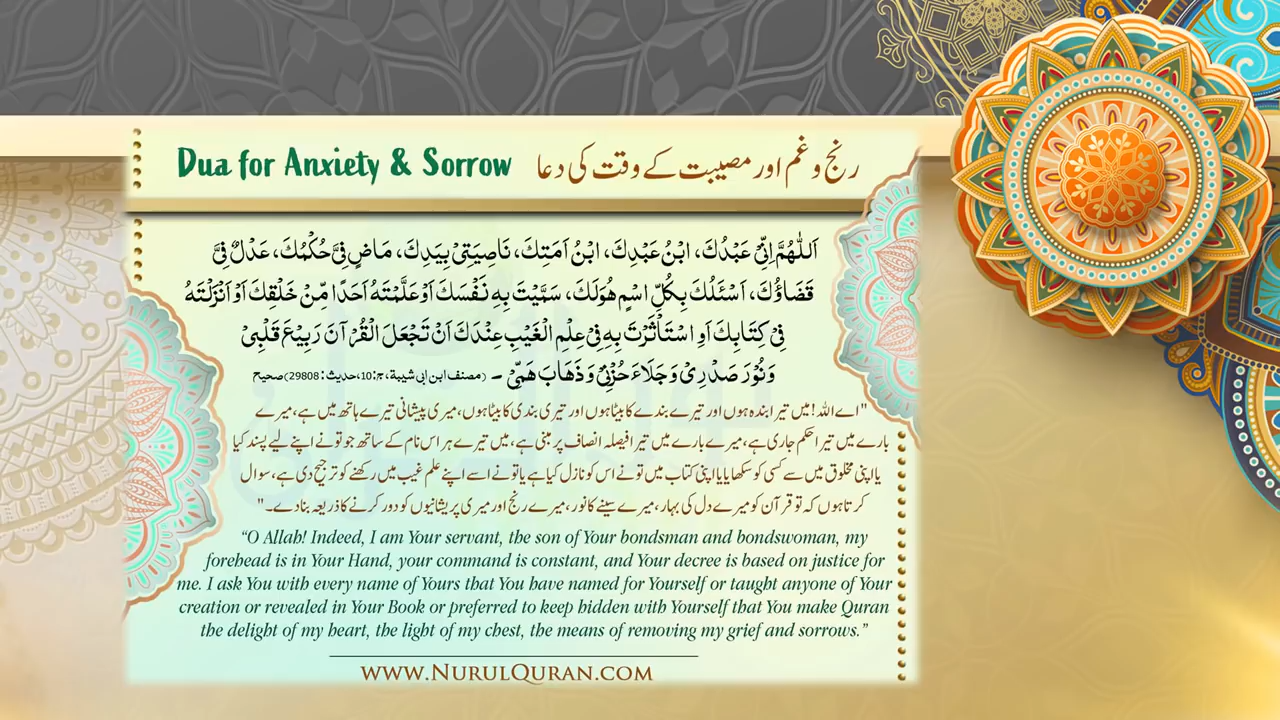 Dua for Anxiety & Sorrow رنج و غم اور مصیبت کے وقت کی دعا
اَللّٰهُمَّ اِنِّیْ عَبْدُكَ، ابْنُ عَبْدِكَ، ابْنُ اَمَتِكَ، نَاصِیَتِیْ بِیَدِكَ، مَاضٍ فِیَّ حُكْمُكَ، عَدْلٌ فِیَّ
قَضَاؤُكَ، اَسْئَلُكَ بِكُلِّ اسْمٍ هُوَ لَكَ، سَمَّیْتَ بِهٖ نَفْسَكَ اَوْ عَلَّمْتَهٗ اَحَدًا مِّنْ خَلْقِكَ اَوْ اَنْزَلْتَهٗ
فِیْ كِتَابِكَ اَوِ اسْتَاْثَرْتَ بِهٖ فِیْ عِلْمِ الْغَیْبِ عِنْدَكَ اَنْ تَجْعَلَ الْقُرْآنَ رَبِیْعَ قَلْبِیْ
وَ نُوْرَ صَدْرِیْ وَ جَلَاءَ حُزْنِیْ وَ ذَهَابَ هَمِّیْ ۔ (مصنف ابن ابی شیبة، ج:10، حدیث: 29808) صحیح
"اے اللہ! میں تیرا بندہ ہوں اور تیرے بندے کا بیٹا ہوں اور تیری بندی کا بیٹا ہوں، میری پیشانی تیرے ہاتھ میں ہے، میرے
بارے میں تیرا حکم جاری ہے، میرے بارے میں تیرا فیصلہ انصاف پر مبنی ہے، میں تیرے ہر اس نام کے ساتھ جو تو نے اپنے لیے پسند کیا
یا اپنی مخلوق میں سے کسی کو سکھایا یا اپنی کتاب میں تو نے اس کو نازل کیا ہے یا تو نے اسے اپنے علم غیب میں رکھنے کو ترجیح دی ہے، سوال
کرتا ہوں کہ تو قرآن کو میرے دل کی بہار، میرے سینے کا نور، میرے رنج اور میری پریشانیوں کو دور کرنے کا ذریعہ بنا دے۔"
“O Allah! Indeed, I am Your servant, the son of Your bondsman and bondswoman, my
forehead is in Your Hand, your command is constant, and Your decree is based on justice for
me. I ask You with every name of Yours that You have named for Yourself or taught anyone of Your
creation or revealed in Your Book or preferred to keep hidden with Yourself that You make Quran
the delight of my heart, the light of my chest, the means of removing my grief and sorrows.”
www.NurulQuran.com